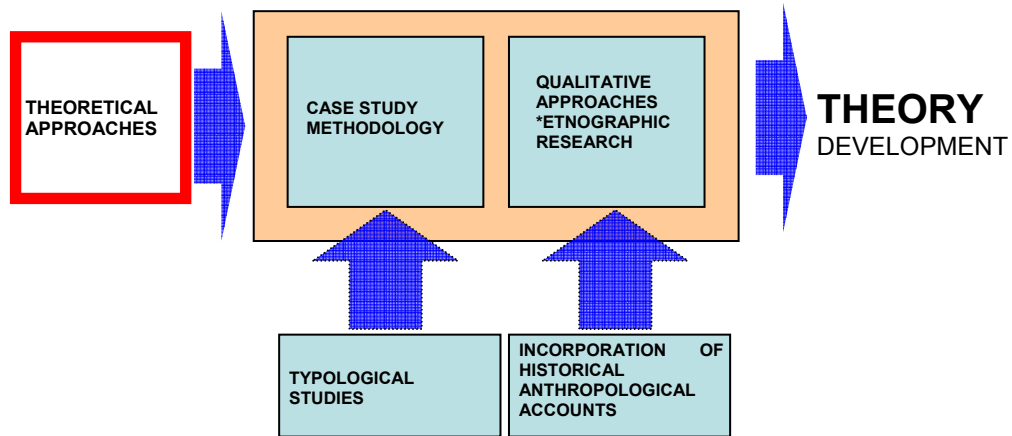 THEORETICAL
APPROACHES
CASE STUDY
METHODOLOGY
QUALITATIVE
APPROACHES
*ETNOGRAPHIC
RESEARCH
THEORY
DEVELOPMENT
TYPOLOGICAL
STUDIES
INCORPORATION OF
HISTORICAL
ANTHROPOLOGICAL
ACCOUNTS